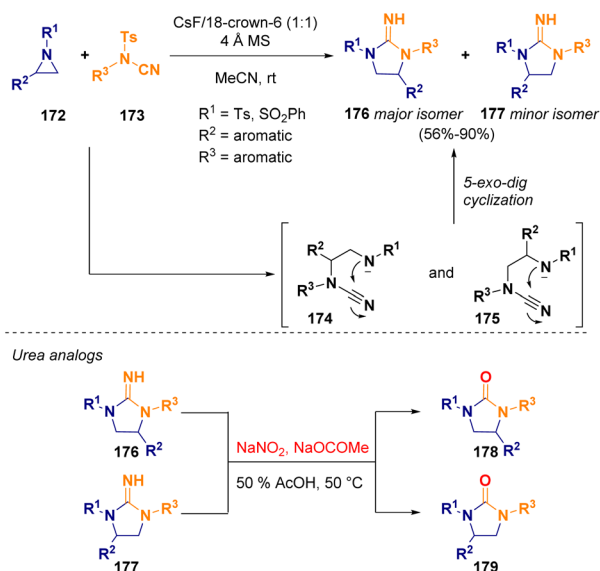 CsF/18-crown-6 (1:1)
4 Å MS
MeCN, rt
R¹
N
R²
+
Ts
N
R³
CN
NH
R¹
N
N
R³
R²
+
NH
R¹
N
N
R³
R²
172
173
R¹ = Ts, SO₂Ph
R² = aromatic
R³ = aromatic
176 major isomer
177 minor isomer
(56%-90%)
5-exo-dig
cyclization
R²
N
R¹
–
R³
N
N
174
and
R²
N
R¹
–
R³
N
N
175
Urea analogs
NH
R¹
N
N
R³
R²
176
NH
R¹
N
N
R³
R²
177
NaNO₂, NaOCOMe
50 % AcOH, 50 °C
O
R¹
N
N
R³
R²
178
O
R¹
N
N
R³
R²
179